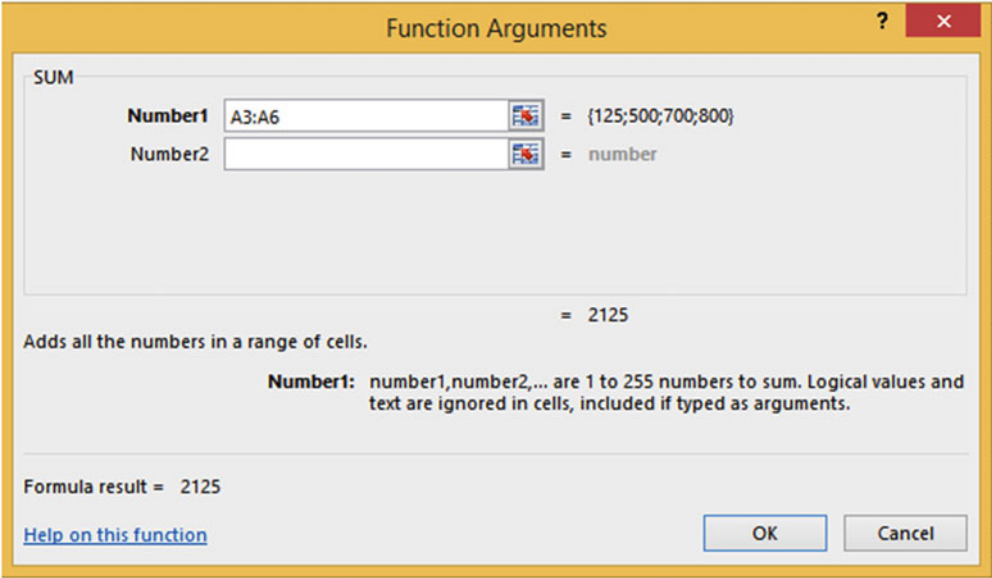 Function Arguments
? ×
SUM
Number1 A3:A6 = {125;500;700;800}
Number2 = number
= 2125
Adds all the numbers in a range of cells.
Number1: number1,number2,... are 1 to 255 numbers to sum. Logical values and
text are ignored in cells, included if typed as arguments.
Formula result = 2125
Help on this function
OK Cancel